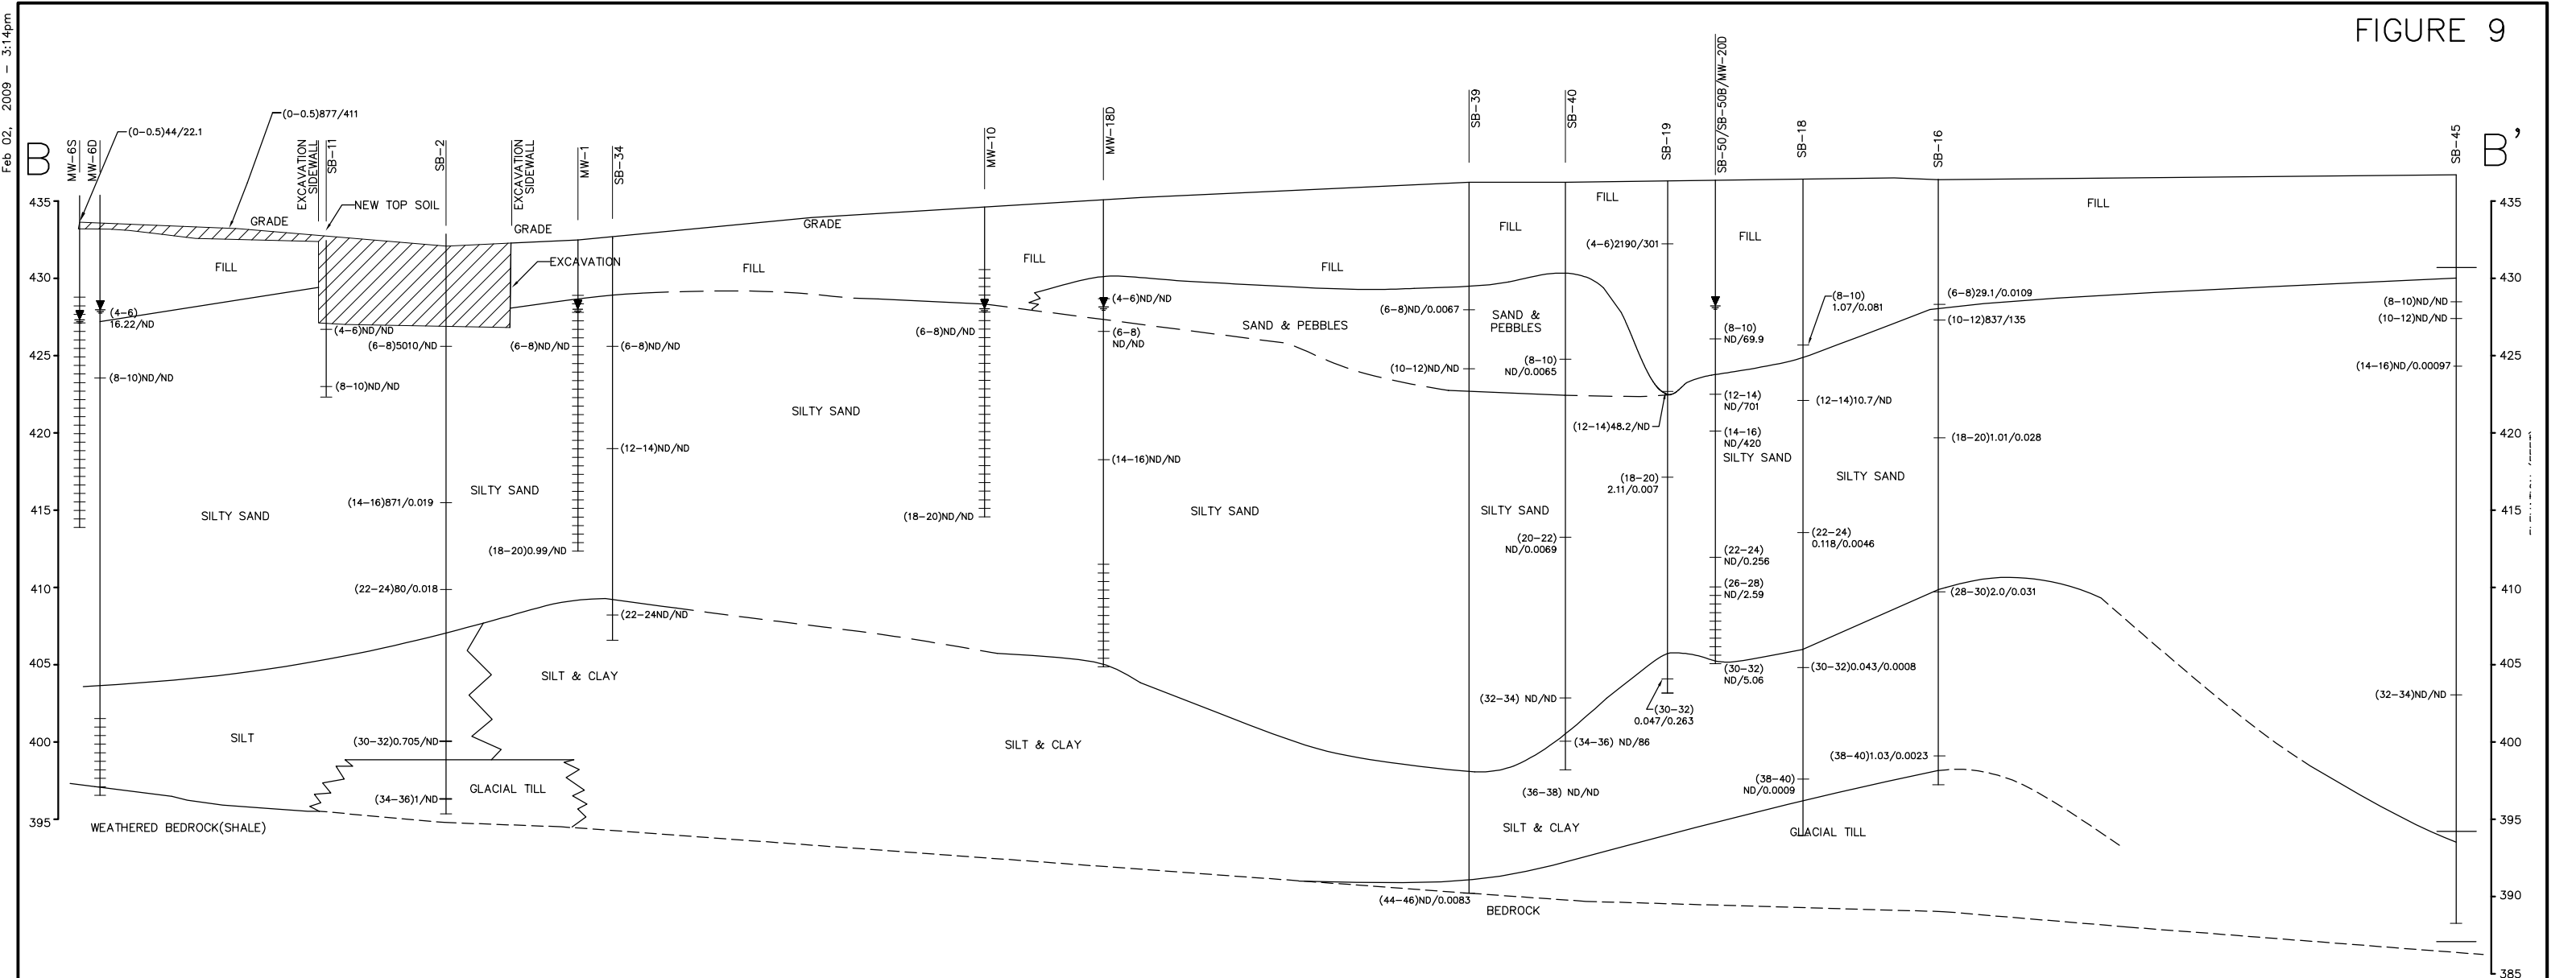 Feb 02, 2009 - 3:14pm
FIGURE 9
B
B'
MW-6S
MW-6D
EXCAVATION
SIDEWALL
SB-11
SB-2
EXCAVATION
SIDEWALL
MW-1
SB-34
MW-10
MW-18D
SB-39
SB-40
SB-19
SB-50/SB-50B/MW-20D
SB-18
SB-16
SB-45
(0-0.5)44/22.1
(0-0.5)877/411
NEW TOP SOIL
GRADE
GRADE
GRADE
EXCAVATION
435
430
425
420
415
410
405
400
395
FILL
FILL
FILL
FILL
FILL
FILL
FILL
FILL
(4-6)
16.22/ND
(8-10)ND/ND
(4-6)ND/ND
(8-10)ND/ND
(6-8)5010/ND
(14-16)871/0.019
(22-24)80/0.018
(30-32)0.705/ND
(34-36)1/ND
(6-8)ND/ND
(18-20)0.99/ND
(6-8)ND/ND
(12-14)ND/ND
(22-24ND/ND
(6-8)ND/ND
(18-20)ND/ND
(4-6)ND/ND
(6-8)
ND/ND
(14-16)ND/ND
SAND & PEBBLES
SAND &
PEBBLES
(6-8)ND/0.0067
(10-12)ND/ND
(36-38) ND/ND
(44-46)ND/0.0083
(8-10)
ND/0.0065
(20-22)
ND/0.0069
(32-34) ND/ND
(34-36) ND/86
(4-6)2190/301
(12-14)48.2/ND
(18-20)
2.11/0.007
(30-32)
0.047/0.263
(8-10)
ND/69.9
(12-14)
ND/701
(14-16)
ND/420
(22-24)
ND/0.256
(26-28)
ND/2.59
(30-32)
ND/5.06
(8-10)
1.07/0.081
(12-14)10.7/ND
(22-24)
0.118/0.0046
(30-32)0.043/0.0008
(38-40)
ND/0.0009
(6-8)29.1/0.0109
(10-12)837/135
(18-20)1.01/0.028
(28-30)2.0/0.031
(38-40)1.03/0.0023
(8-10)ND/ND
(10-12)ND/ND
(14-16)ND/0.00097
(32-34)ND/ND
SILTY SAND
SILTY SAND
SILTY SAND
SILTY SAND
SILTY SAND
SILTY SAND
SILTY SAND
SILT
SILT & CLAY
SILT & CLAY
SILT & CLAY
GLACIAL TILL
GLACIAL TILL
WEATHERED BEDROCK(SHALE)
BEDROCK
435
430
425
420
415
410
405
400
395
390
385